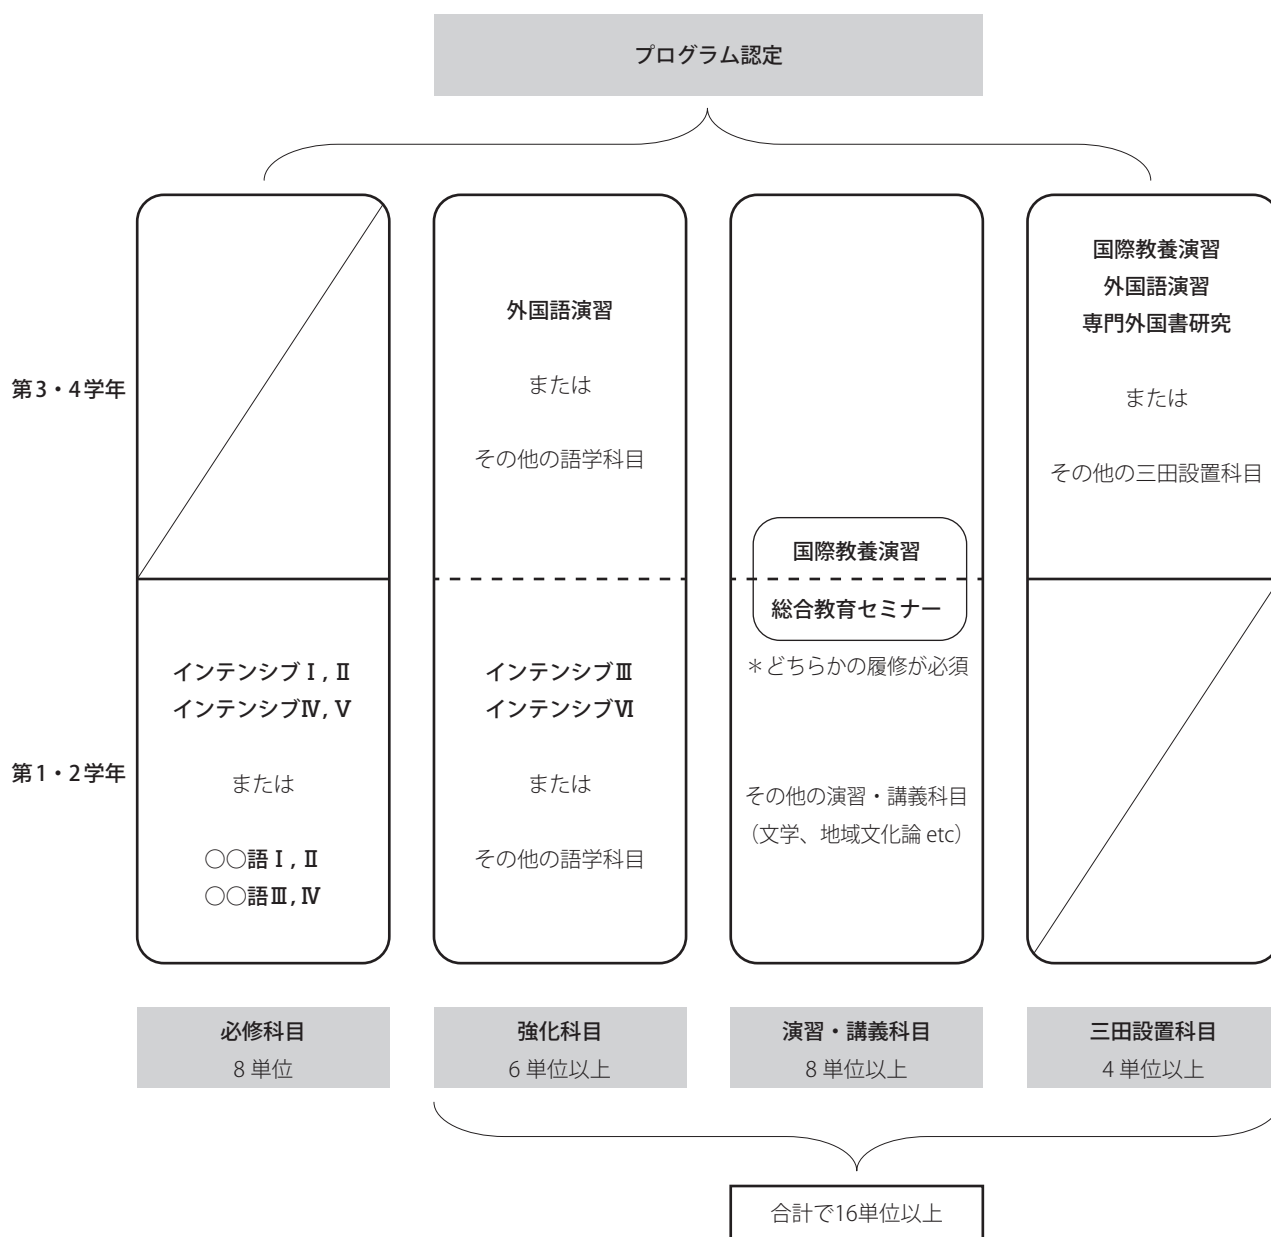 プログラム認定
第3・4学年
外国語演習
または
その他の語学科目
国際教養演習
外国語演習
専門外国書研究
または
その他の三田設置科目
国際教養演習
総合教育セミナー
＊どちらかの履修が必須
第1・2学年
インテンシブⅠ, Ⅱ
インテンシブⅣ, Ⅴ
または
○○語Ⅰ, Ⅱ
○○語Ⅲ, Ⅳ
インテンシブⅢ
インテンシブⅥ
または
その他の語学科目
その他の演習・講義科目
（文学、地域文化論 etc）
必修科目
8 単位
強化科目
6 単位以上
演習・講義科目
8 単位以上
三田設置科目
4 単位以上
合計で16単位以上